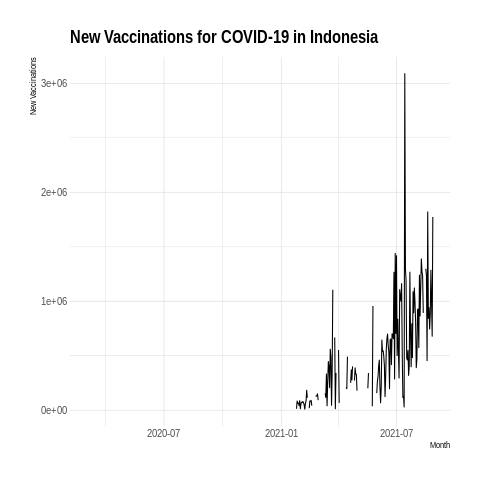 New Vaccinations for COVID-19 in Indonesia
New Vaccinations
3e+06
2e+06
1e+06
0e+00
2020-07
2021-01
2021-07
Month